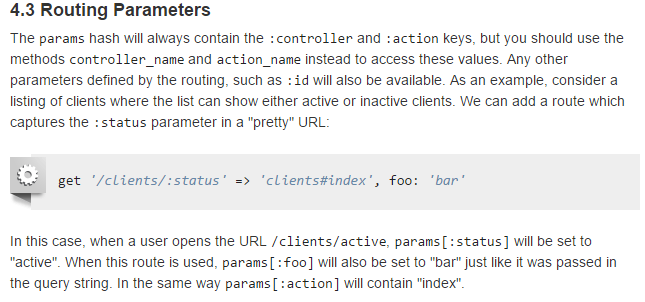 4.3 Routing Parameters
The params hash will always contain the :controller and :action keys, but you should use the
methods controller_name and action_name instead to access these values. Any other
parameters defined by the routing, such as :id will also be available. As an example, consider a
listing of clients where the list can show either active or inactive clients. We can add a route which
captures the :status parameter in a "pretty" URL:
get '/clients/:status' => 'clients#index', foo: 'bar'
In this case, when a user opens the URL /clients/active, params[:status] will be set to
"active". When this route is used, params[:foo] will also be set to "bar" just like it was passed in
the query string. In the same way params[:action] will contain "index".